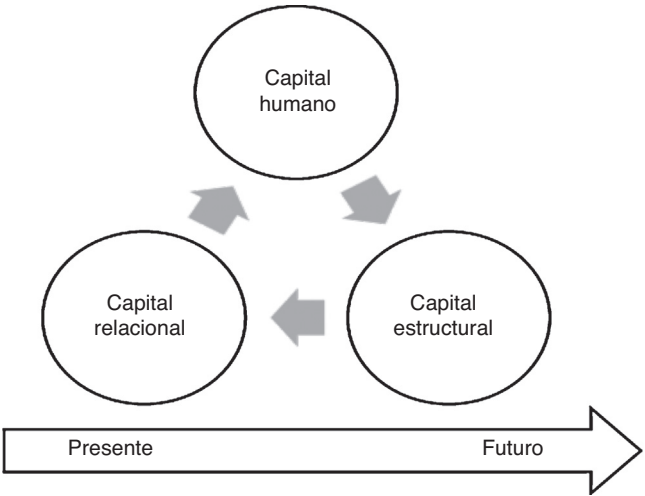 Capital
humano
Capital
relacional
Capital
estructural
Presente
Futuro